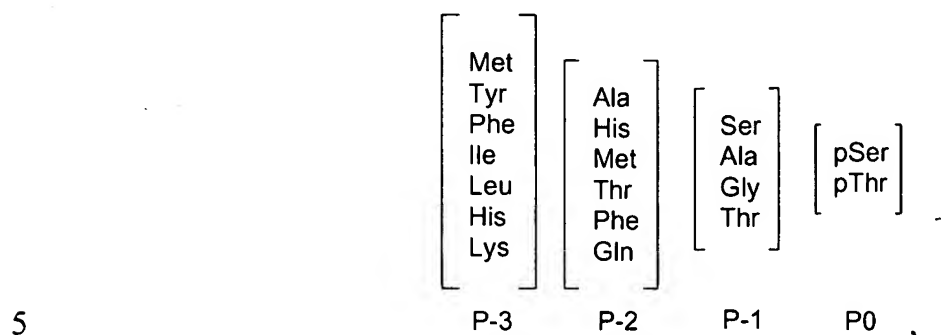 Met
Tyr
Phe
Ile
Leu
His
Lys
Ala
His
Met
Thr
Phe
Gln
Ser
Ala
Gly
Thr
pSer
pThr
5 P-3 P-2 P-1 P0 ,